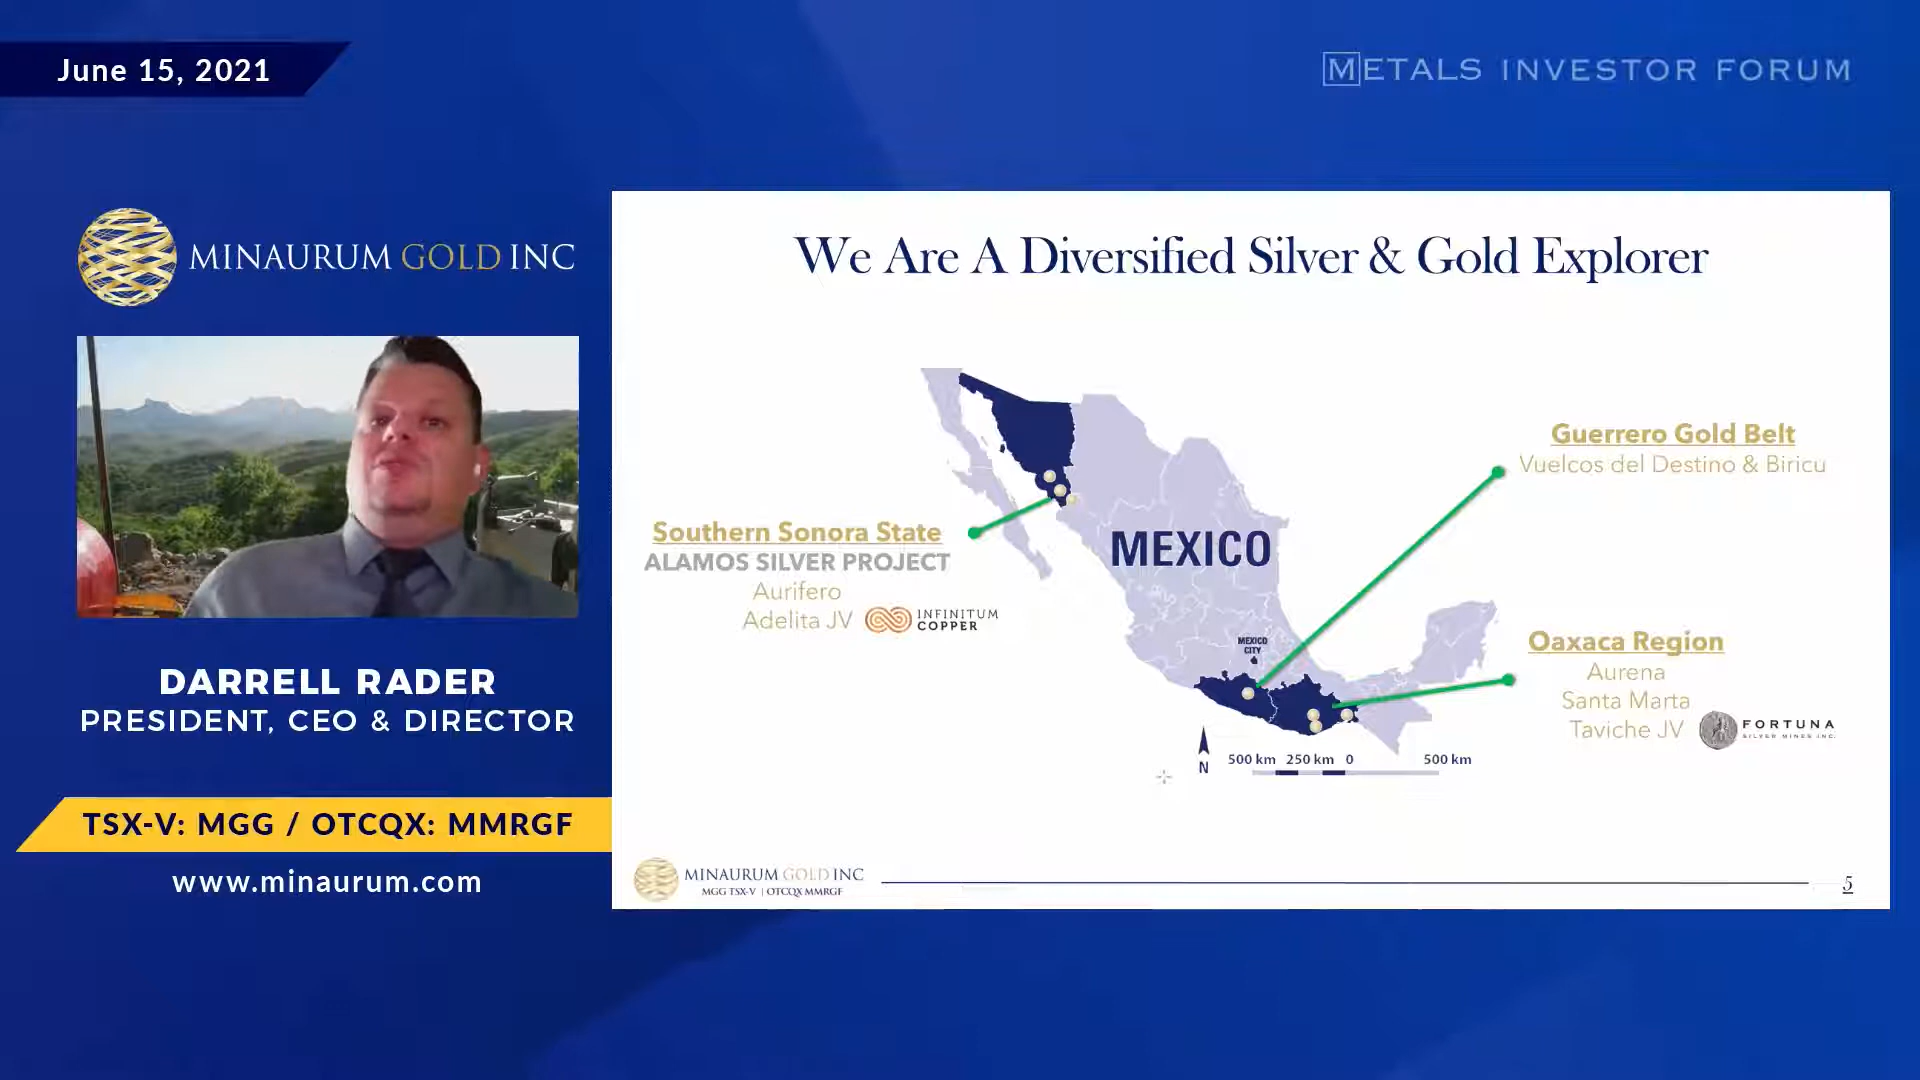 June 15, 2021
METALS INVESTOR FORUM
MINAURUM GOLD INC
DARRELL RADER
PRESIDENT, CEO & DIRECTOR
TSX-V: MGG / OTCQX: MMRGF
www.minaurum.com
We Are A Diversified Silver & Gold Explorer
Guerrero Gold Belt
Vuelcos del Destino & Biricu
Southern Sonora State
ALAMOS SILVER PROJECT
Aurifero
Adelita JV
INFINITUM
COPPER
MEXICO
MEXICO
CITY
Oaxaca Region
Aurena
Santa Marta
Taviche JV
FORTUNA
SILVER MINES INC.
N
500 km 250 km 0 500 km
MINAURUM GOLD INC
MGG TSX-V | OTCQX MMRGF
5